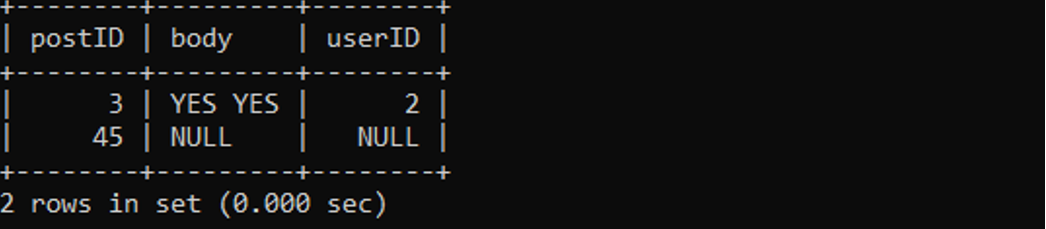 +--------+---------+--------+
| postID | body    | userID |
+--------+---------+--------+
|      3 | YES YES |      2 |
|     45 | NULL    |   NULL |
+--------+---------+--------+
2 rows in set (0.000 sec)